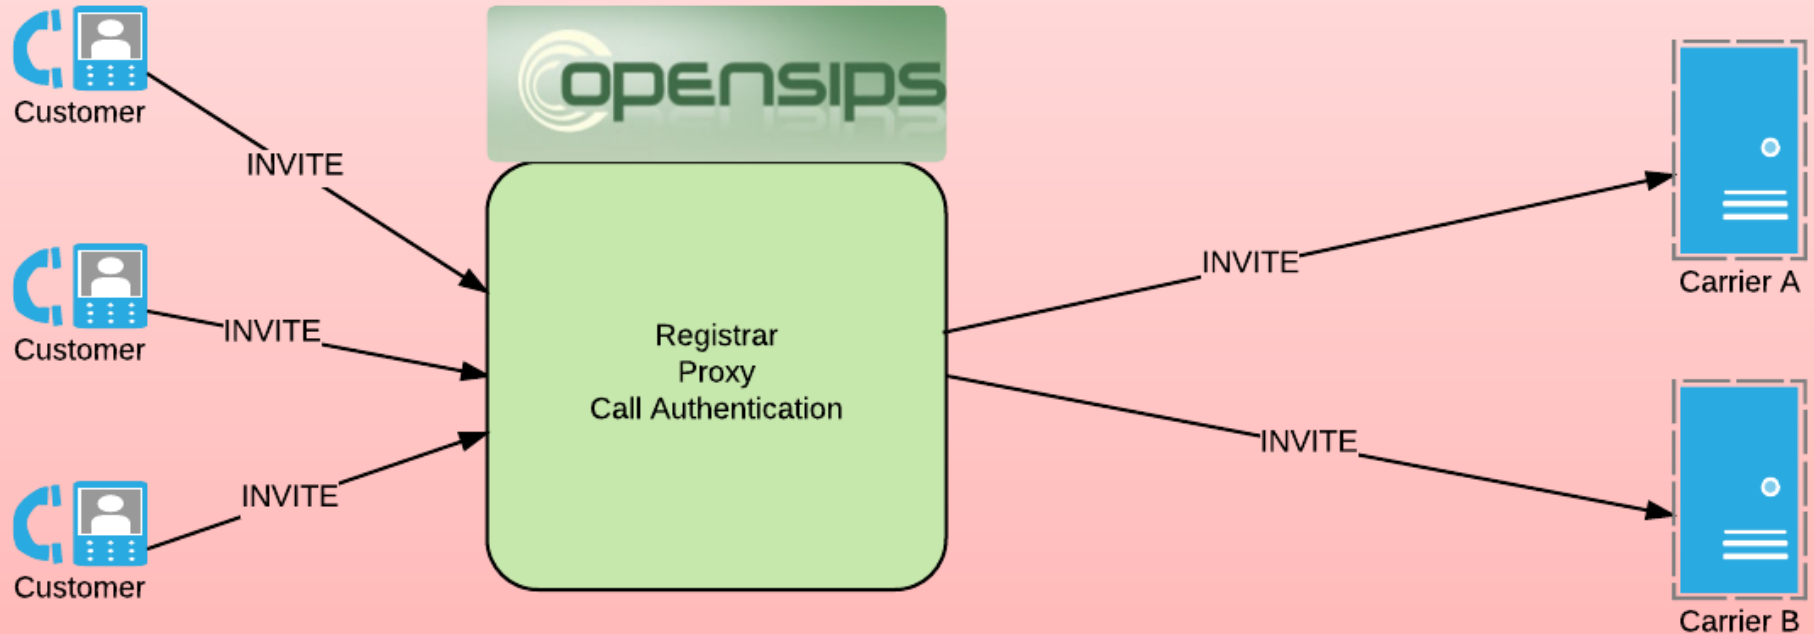 opensips
Customer
INVITE
Customer
INVITE
Customer
INVITE
Registrar
Proxy
Call Authentication
INVITE
Carrier A
INVITE
Carrier B